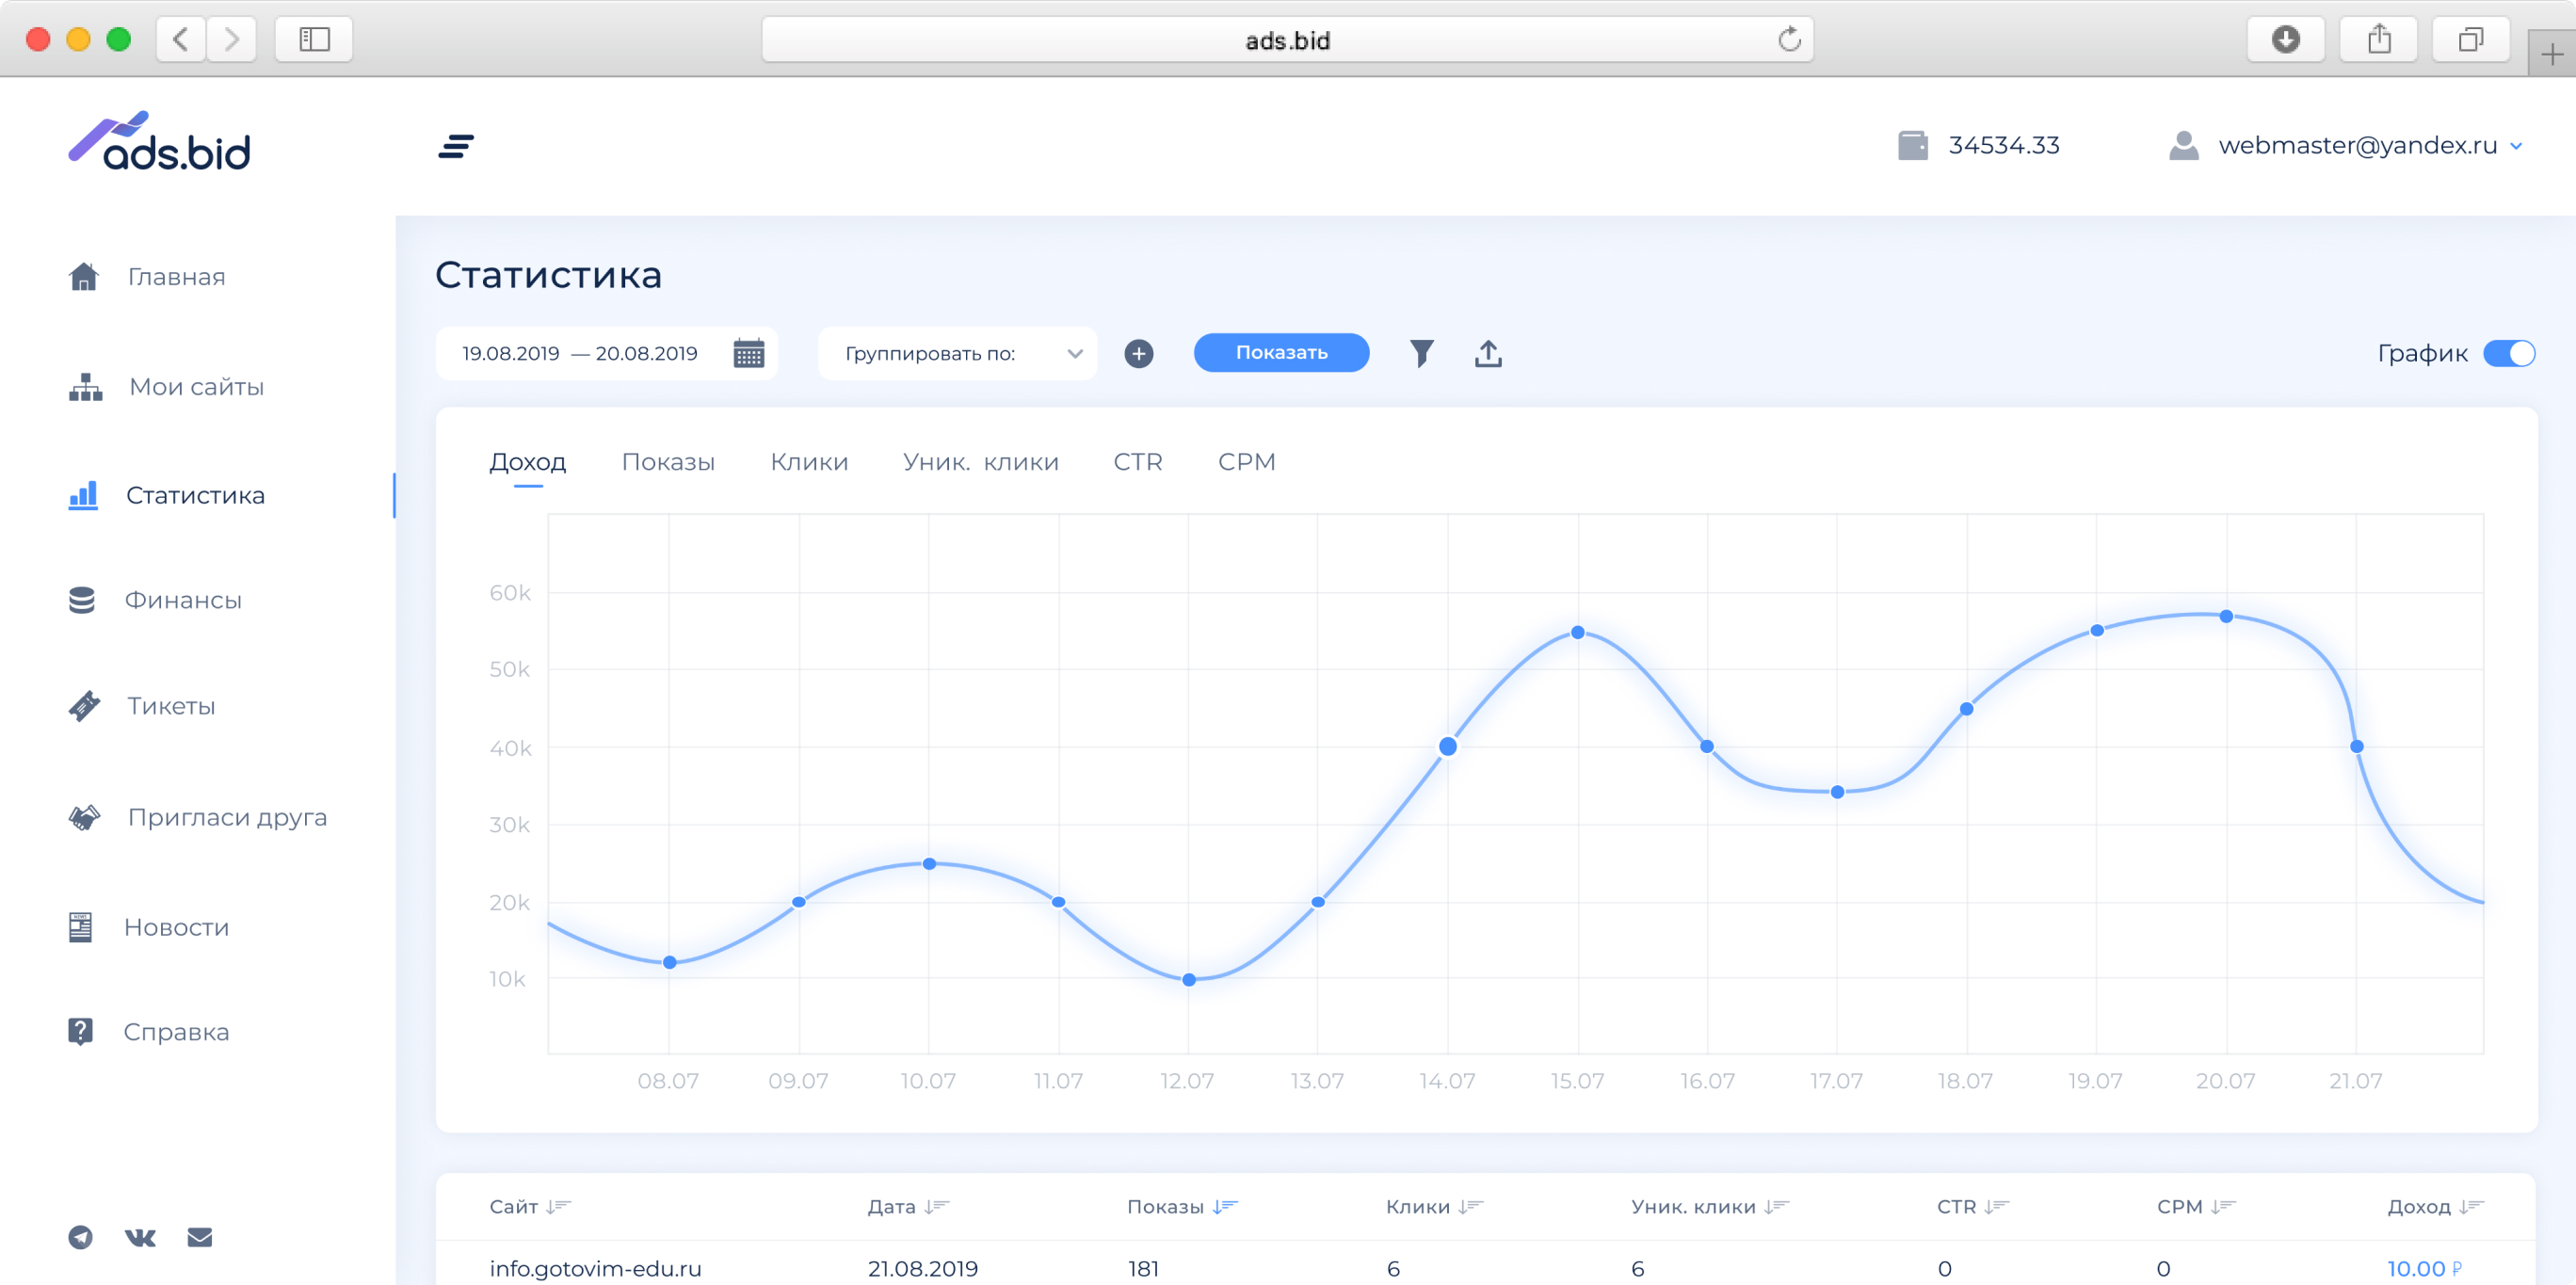 ads.bid
ads.bid
34534.33
webmaster@yandex.ru
Главная
Мои сайты
Статистика
Финансы
Тикеты
Пригласи друга
Новости
Справка
Статистика
19.08.2019 — 20.08.2019
Группировать по:
Показать
График
Доход Показы Клики Уник. клики CTR CPM
60k
50k
40k
30k
20k
10k
08.07 09.07 10.07 11.07 12.07 13.07 14.07 15.07 16.07 17.07 18.07 19.07 20.07 21.07
Сайт Дата Показы Клики Уник. клики CTR CPM Доход
info.gotovim-edu.ru 21.08.2019 181 6 6 0 0 10.00 ₽